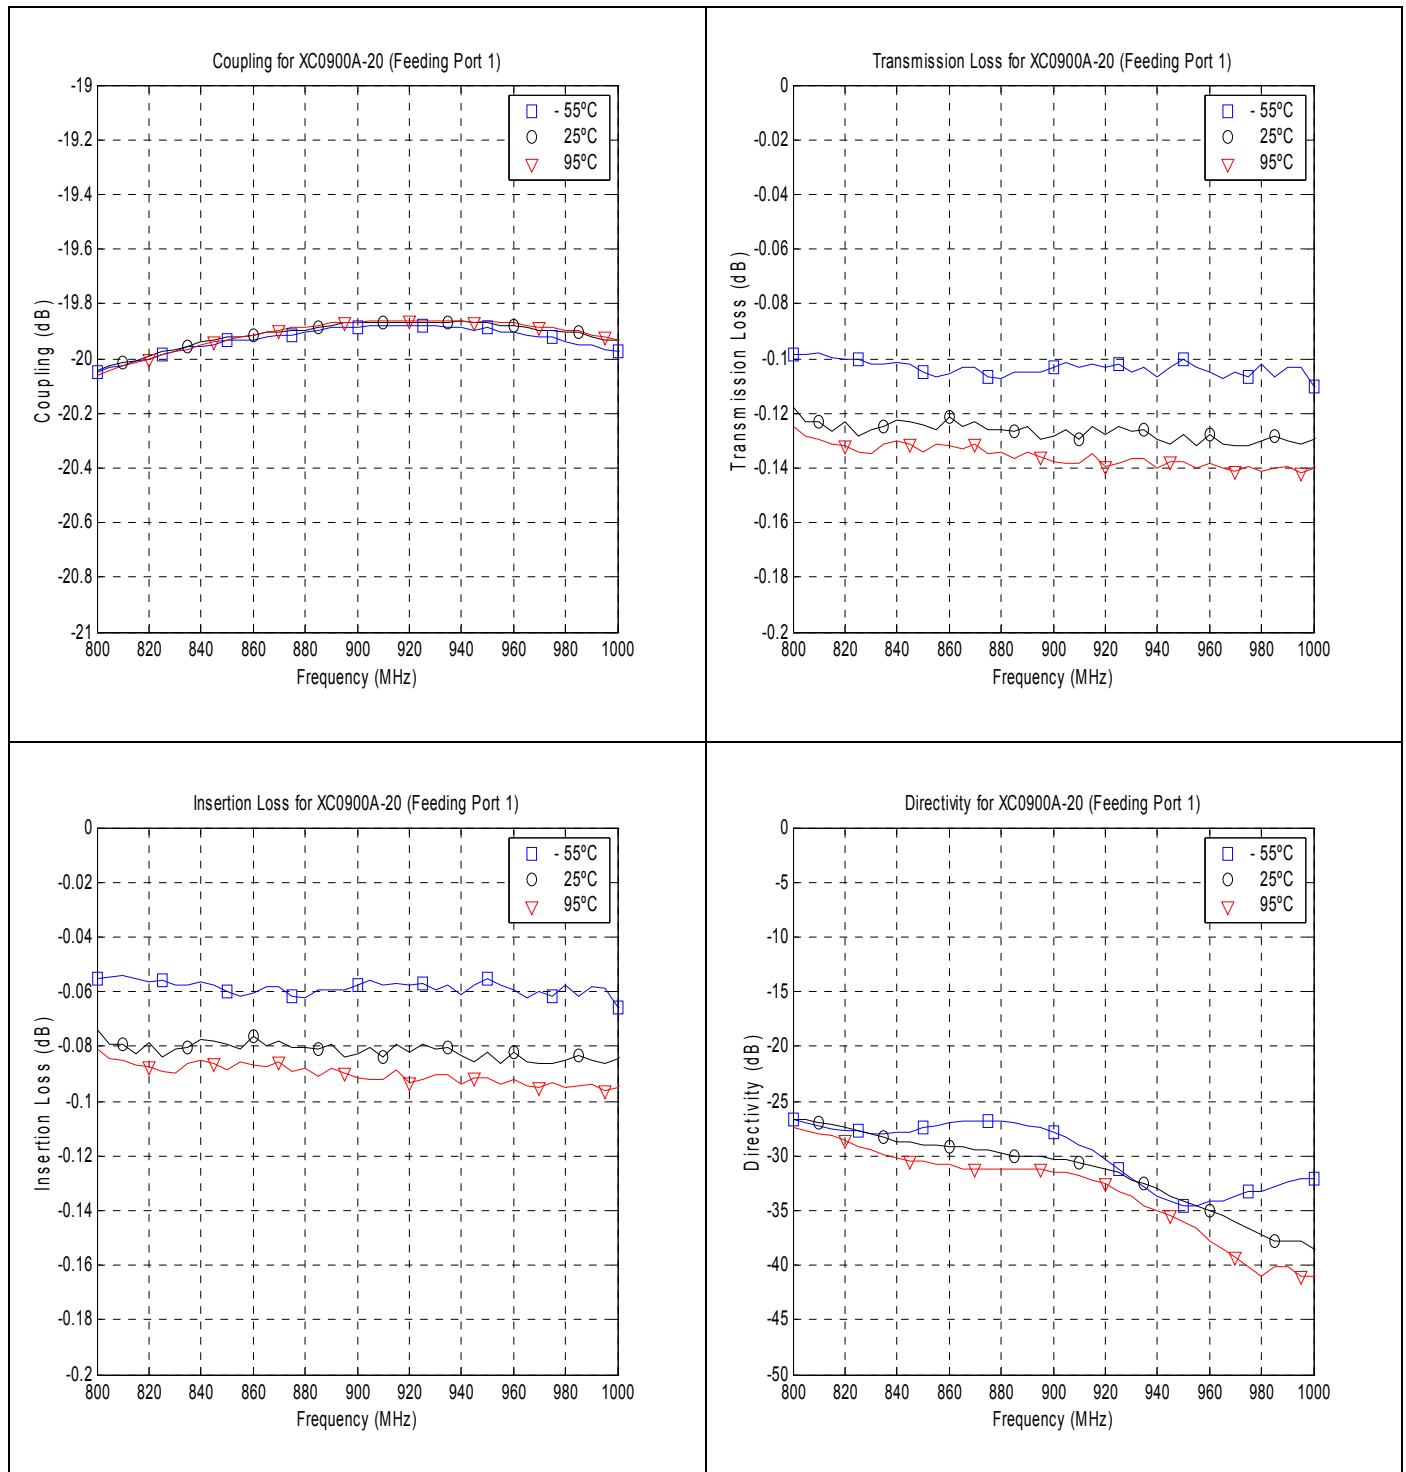 Coupling for XC0900A-20 (Feeding Port 1)
-19
-19.2
-19.4
-19.6
-19.8
-20
-20.2
-20.4
-20.6
-20.8
-21
Coupling (dB)
- 55ºC
25ºC
95ºC
800 820 840 860 880 900 920 940 960 980 1000
Frequency (MHz)
Transmission Loss for XC0900A-20 (Feeding Port 1)
0
-0.02
-0.04
-0.06
-0.08
-0.1
-0.12
-0.14
-0.16
-0.18
-0.2
Transmission Loss (dB)
- 55ºC
25ºC
95ºC
800 820 840 860 880 900 920 940 960 980 1000
Frequency (MHz)
Insertion Loss for XC0900A-20 (Feeding Port 1)
0
-0.02
-0.04
-0.06
-0.08
-0.1
-0.12
-0.14
-0.16
-0.18
-0.2
Insertion Loss (dB)
- 55ºC
25ºC
95ºC
800 820 840 860 880 900 920 940 960 980 1000
Frequency (MHz)
Directivity for XC0900A-20 (Feeding Port 1)
0
-5
-10
-15
-20
-25
-30
-35
-40
-45
-50
Directivity (dB)
- 55ºC
25ºC
95ºC
800 820 840 860 880 900 920 940 960 980 1000
Frequency (MHz)